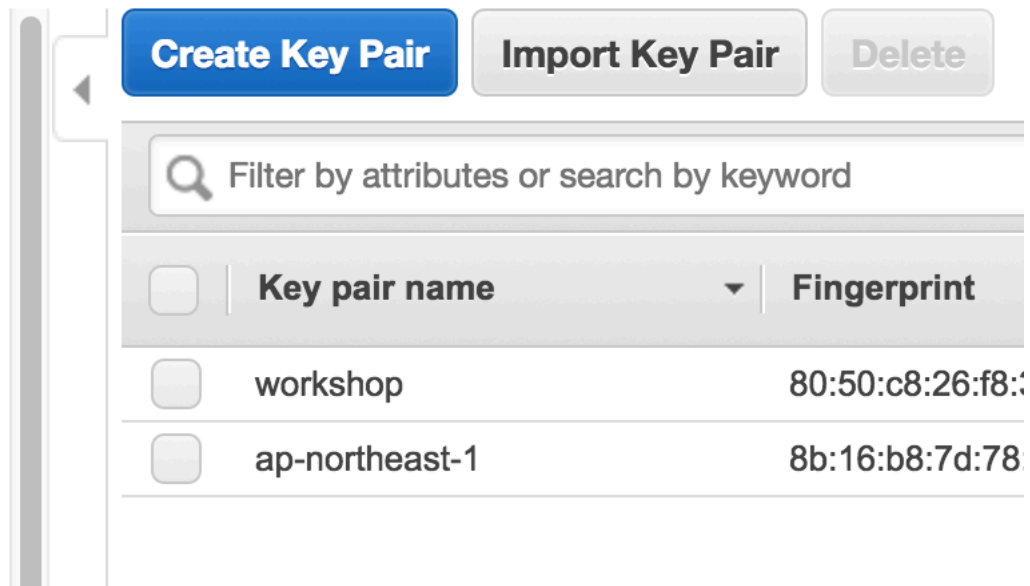 Create Key Pair Import Key Pair Delete
Filter by attributes or search by keyword
Key pair name Fingerprint
workshop 80:50:c8:26:f8:
ap-northeast-1 8b:16:b8:7d:78: